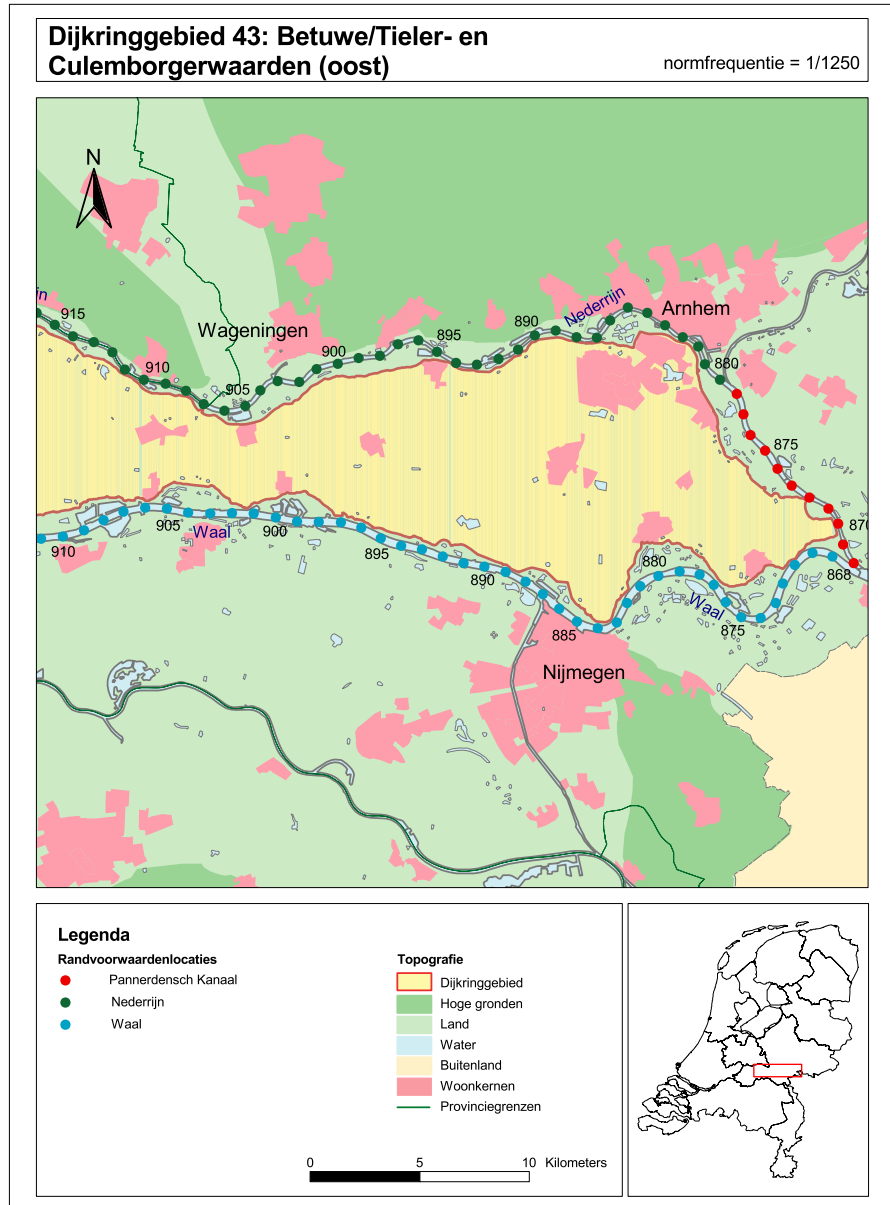 Dijkringgebied 43: Betuwe/Tieler- en
Culemborgerwaarden (oost)
normfrequentie = 1/1250
N
in
915
Wageningen
910
905
900
895
890
Nederrijn
Arnhem
880
875
870
868
910
905
Waal
900
895
890
885
880
Waal
875
Nijmegen
Legenda
Randvoorwaardenlocaties
Pannerdensch Kanaal
Nederrijn
Waal
Topografie
Dijkringgebied
Hoge gronden
Land
Water
Buitenland
Woonkernen
Provinciegrenzen
0 5 10 Kilometers